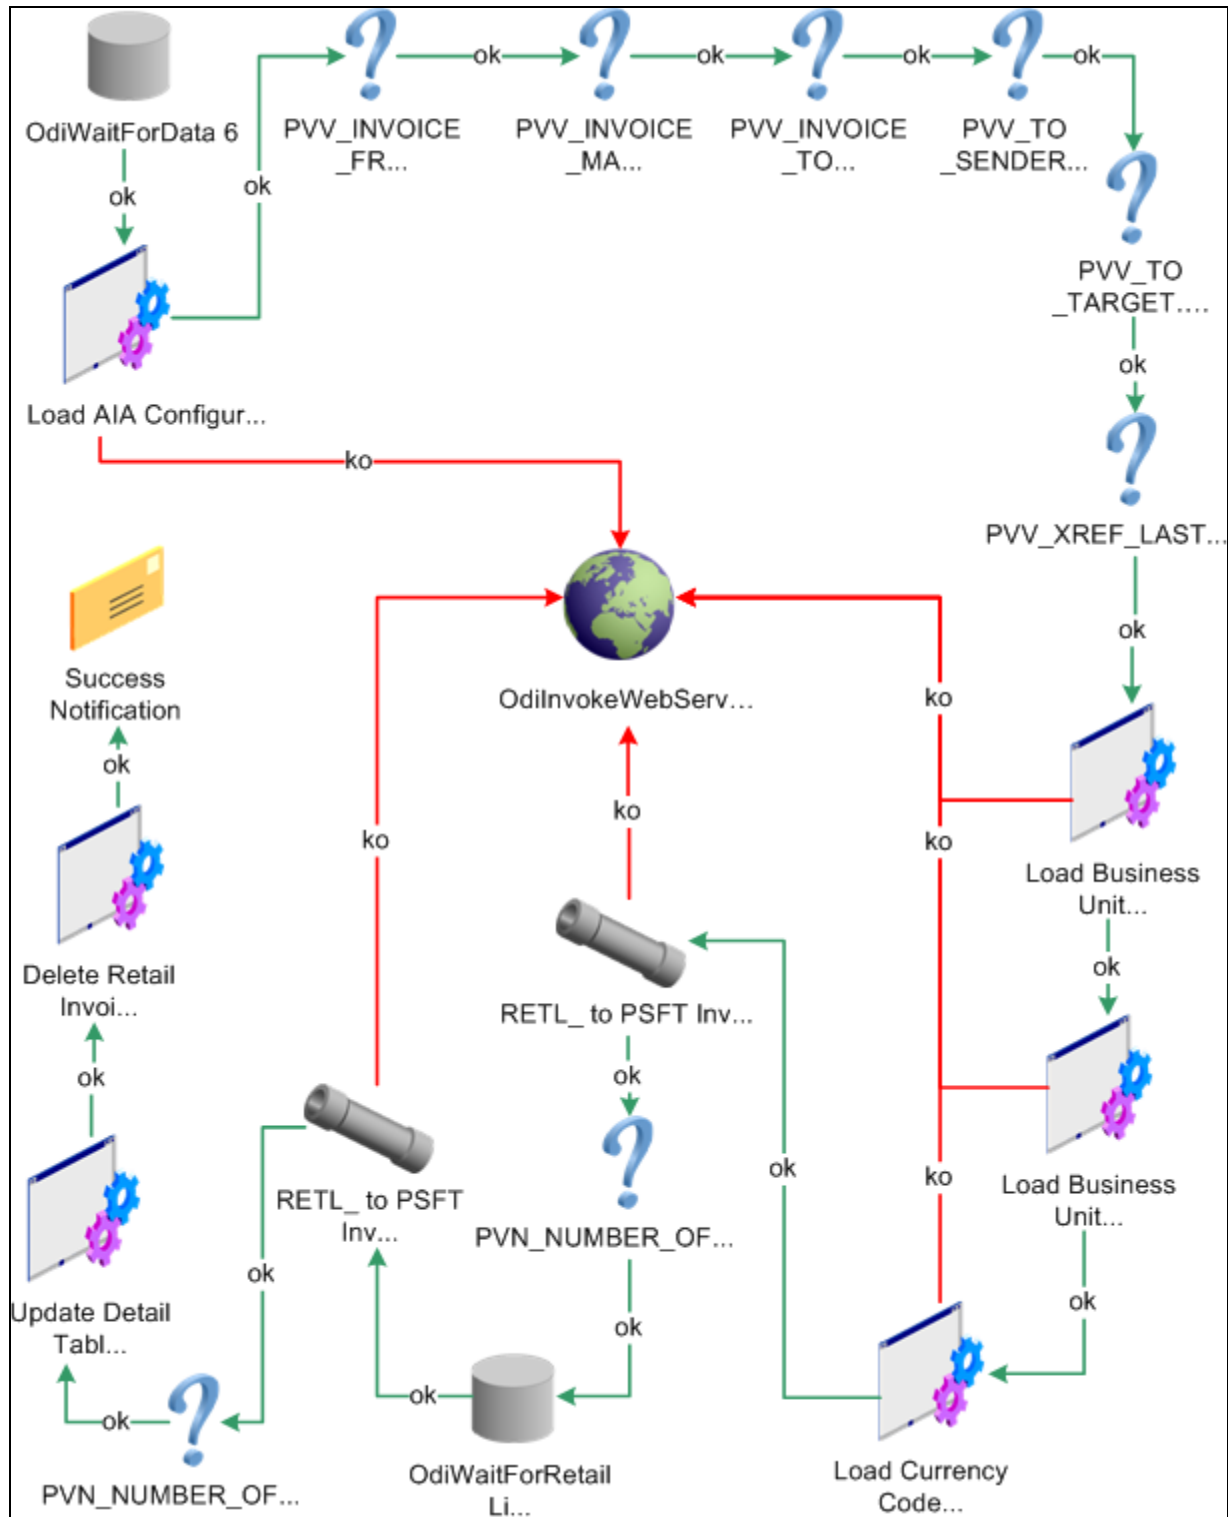 OdiWaitForData 6
ok
ok
PVV_INVOICE
_FR...
ok
PVV_INVOICE
_MA...
ok
PVV_INVOICE
_TO...
ok
PVV_TO
_SENDER...
ok
PVV_TO
_TARGET....
ok
Load AIA Configur...
ko
PVV_XREF_LAST...
ok
OdiInvokeWebServ...
Success
Notification
ok
ko
ko
ko
ko
Load Business
Unit...
ok
Delete Retail
Invoi...
ok
RETL_ to PSFT Inv...
ok
ok
ko
Load Business
Unit...
ok
RETL_ to PSFT
Inv...
ok
PVN_NUMBER_OF...
ok
Update Detail
Tabl...
ok
ok
PVN_NUMBER_OF...
OdiWaitForRetail
Li...
Load Currency
Code...